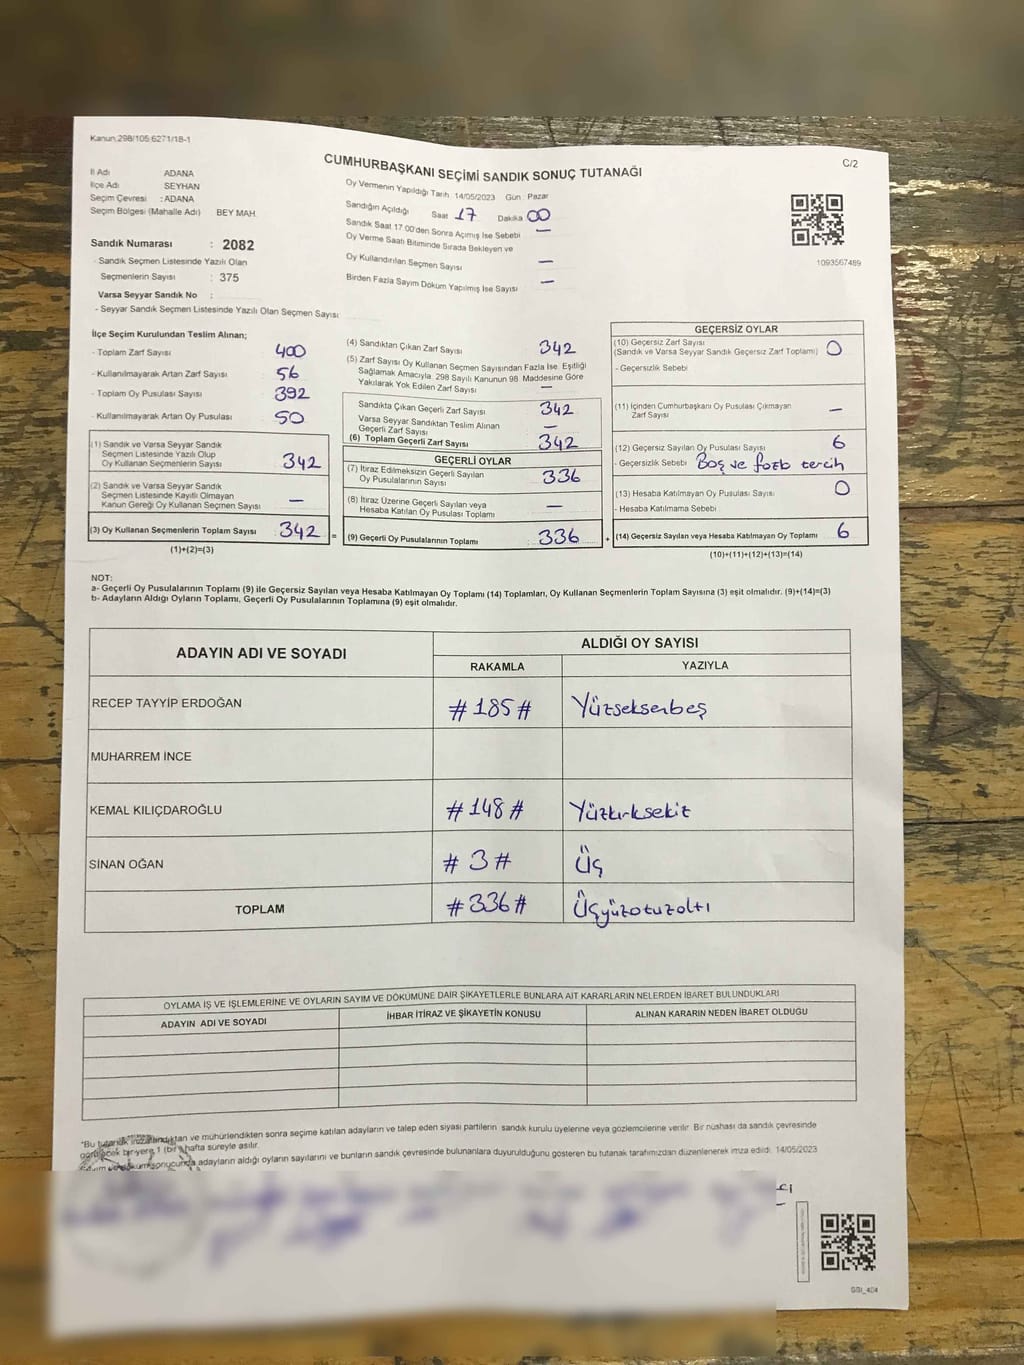 Kanun:298/105;6271/18-1
C/2
CUMHURBAŞKANI SEÇİMİ SANDIK SONUÇ TUTANAĞI
İl Adı ADANA
İlçe Adı SEYHAN
Seçim Çevresi : ADANA
Seçim Bölgesi (Mahalle Adı) BEY MAH.
Sandık Numarası : 2082
- Sandık Seçmen Listesinde Yazılı Olan
Seçmenlerin Sayısı : 375
Varsa Seyyar Sandık No :
- Seyyar Sandık Seçmen Listesinde Yazılı Olan Seçmen Sayısı:
Oy Vermenin Yapıldığı Tarih 14/05/2023 Gün : Pazar
Sandığın Açıldığı Saat 17 Dakika 00
Sandık Saat 17:00'den Sonra Açımış İse Sebebi —
Oy Verme Saati Bitiminde Sırada Bekleyen ve
Oy Kullandırılan Seçmen Sayısı —
Birden Fazla Sayım Döküm Yapılmış İse Sayısı —
1093567489
İlçe Seçim Kurulundan Teslim Alınan;
- Toplam Zarf Sayısı 400
- Kullanılmayarak Artan Zarf Sayısı 56
- Toplam Oy Pusulası Sayısı 392
- Kullanılmayarak Artan Oy Pusulası 50
(1) Sandık ve Varsa Seyyar Sandık
Seçmen Listesinde Yazılı Olup
Oy Kullanan Seçmenlerin Sayısı 342
(2) Sandık ve Varsa Seyyar Sandık
Seçmen Listesinde Kayıtlı Olmayan
Kanun Gereği Oy Kullanan Seçmen Sayısı —
(3) Oy Kullanan Seçmenlerin Toplam Sayısı 342 =
(1)+(2)=(3)
(4) Sandıktan Çıkan Zarf Sayısı 342
(5) Zarf Sayısı Oy Kullanan Seçmen Sayısından Fazla İse, Eşitliği
Sağlamak Amacıyla, 298 Sayılı Kanunun 98. Maddesine Göre
Yakılarak Yok Edilen Zarf Sayısı —
Sandıkta Çıkan Geçerli Zarf Sayısı 342
Varsa Seyyar Sandıktan Teslim Alınan
Geçerli Zarf Sayısı —
(6) Toplam Geçerli Zarf Sayısı 342
GEÇERLİ OYLAR
(7) İtiraz Edilmeksizin Geçerli Sayılan
Oy Pusulalarının Sayısı 336
(8) İtiraz Üzerine Geçerli Sayılan veya
Hesaba Katılan Oy Pusulası Toplamı —
(9) Geçerli Oy Pusulalarının Toplamı 336 +
GEÇERSİZ OYLAR
(10) Geçersiz Zarf Sayısı
(Sandık ve Varsa Seyyar Sandık Geçersiz Zarf Toplamı) 0
- Geçersizlik Sebebi
(11) İçinden Cumhurbaşkanı Oy Pusulası Çıkmayan
Zarf Sayısı —
(12) Geçersiz Sayılan Oy Pusulası Sayısı 6
- Geçersizlik Sebebi Boş ve fazla tercih
(13) Hesaba Katılmayan Oy Pusulası Sayısı 0
- Hesaba Katılmama Sebebi
(14) Geçersiz Sayılan veya Hesaba Katılmayan Oy Toplamı 6
(10)+(11)+(12)+(13)=(14)
NOT:
a- Geçerli Oy Pusulalarının Toplamı (9) ile Geçersiz Sayılan veya Hesaba Katılmayan Oy Toplamı (14) Toplamları, Oy Kullanan Seçmenlerin Toplam Sayısına (3) eşit olmalıdır. (9)+(14)=(3)
b- Adayların Aldığı Oyların Toplamı, Geçerli Oy Pusulalarının Toplamına (9) eşit olmalıdır.
ADAYIN ADI VE SOYADI
ALDIĞI OY SAYISI
RAKAMLA YAZIYLA
RECEP TAYYİP ERDOĞAN #185# Yüzseksenbeş
MUHARREM İNCE
KEMAL KILIÇDAROĞLU #148# Yüzkırksekiz
SİNAN OĞAN #3# Üç
TOPLAM #336# Üçyüzotuzaltı
OYLAMA İŞ VE İŞLEMLERİNE VE OYLARIN SAYIM VE DÖKÜMÜNE DAİR ŞİKAYETLERLE BUNLARA AİT KARARLARIN NELERDEN İBARET BULUNDUKLARI
ADAYIN ADI VE SOYADI İHBAR İTİRAZ VE ŞİKAYETİN KONUSU ALINAN KARARIN NEDEN İBARET OLDUĞU
*Bu tutanak imzalandıktan ve mühürlendikten sonra seçime katılan adayların ve talep eden siyasi partilerin sandık kurulu üyelerine veya gözlemcilerine verilir. Bir nüshası da sandık çevresinde
görülecek bir yere 1 (bir) hafta süreyle asılır.
adayların aldığı oyların sayılarını ve bunların sandık çevresinde bulunanlara duyurulduğunu gösteren bu tutanak tarafımızdan düzenlenerek imza edildi. 14/05/2023
GGI_404